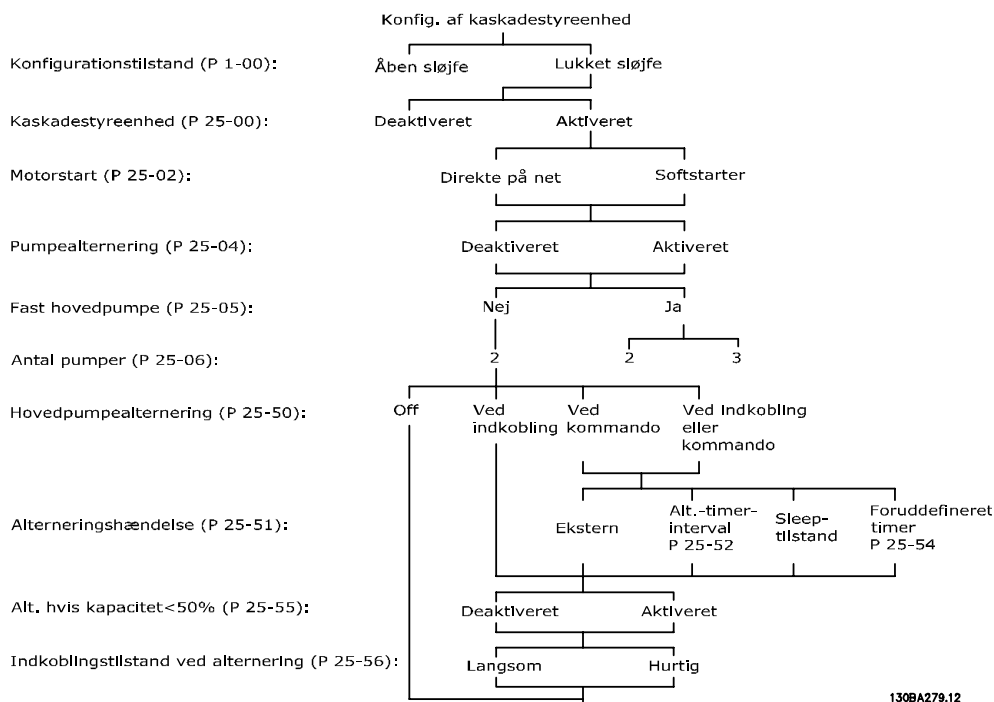 Konfig. af kaskadestyreenhed
Konfigurationstilstand (P 1-00):
Åben sløjfe
Lukket sløjfe
Kaskadestyreenhed (P 25-00):
Deaktiveret
Aktiveret
Motorstart (P 25-02):
Direkte på net
Softstarter
Pumpealternering (P 25-04):
Deaktiveret
Aktiveret
Fast hovedpumpe (P 25-05):
Nej
Ja
Antal pumper (P 25-06):
2
2
3
Hovedpumpealternering (P 25-50):
Off
Ved
indkobling
Ved
kommando
Ved indkobling
eller
kommando
Alterneringshændelse (P 25-51):
Ekstern
Alt.-timer-
interval
P 25-52
Sleep-
tilstand
Foruddefineret
timer
P 25-54
Alt. hvis kapacitet<50% (P 25-55):
Deaktiveret
Aktiveret
Indkoblingstilstand ved alternering (P 25-56):
Langsom
Hurtig
130BA279.12